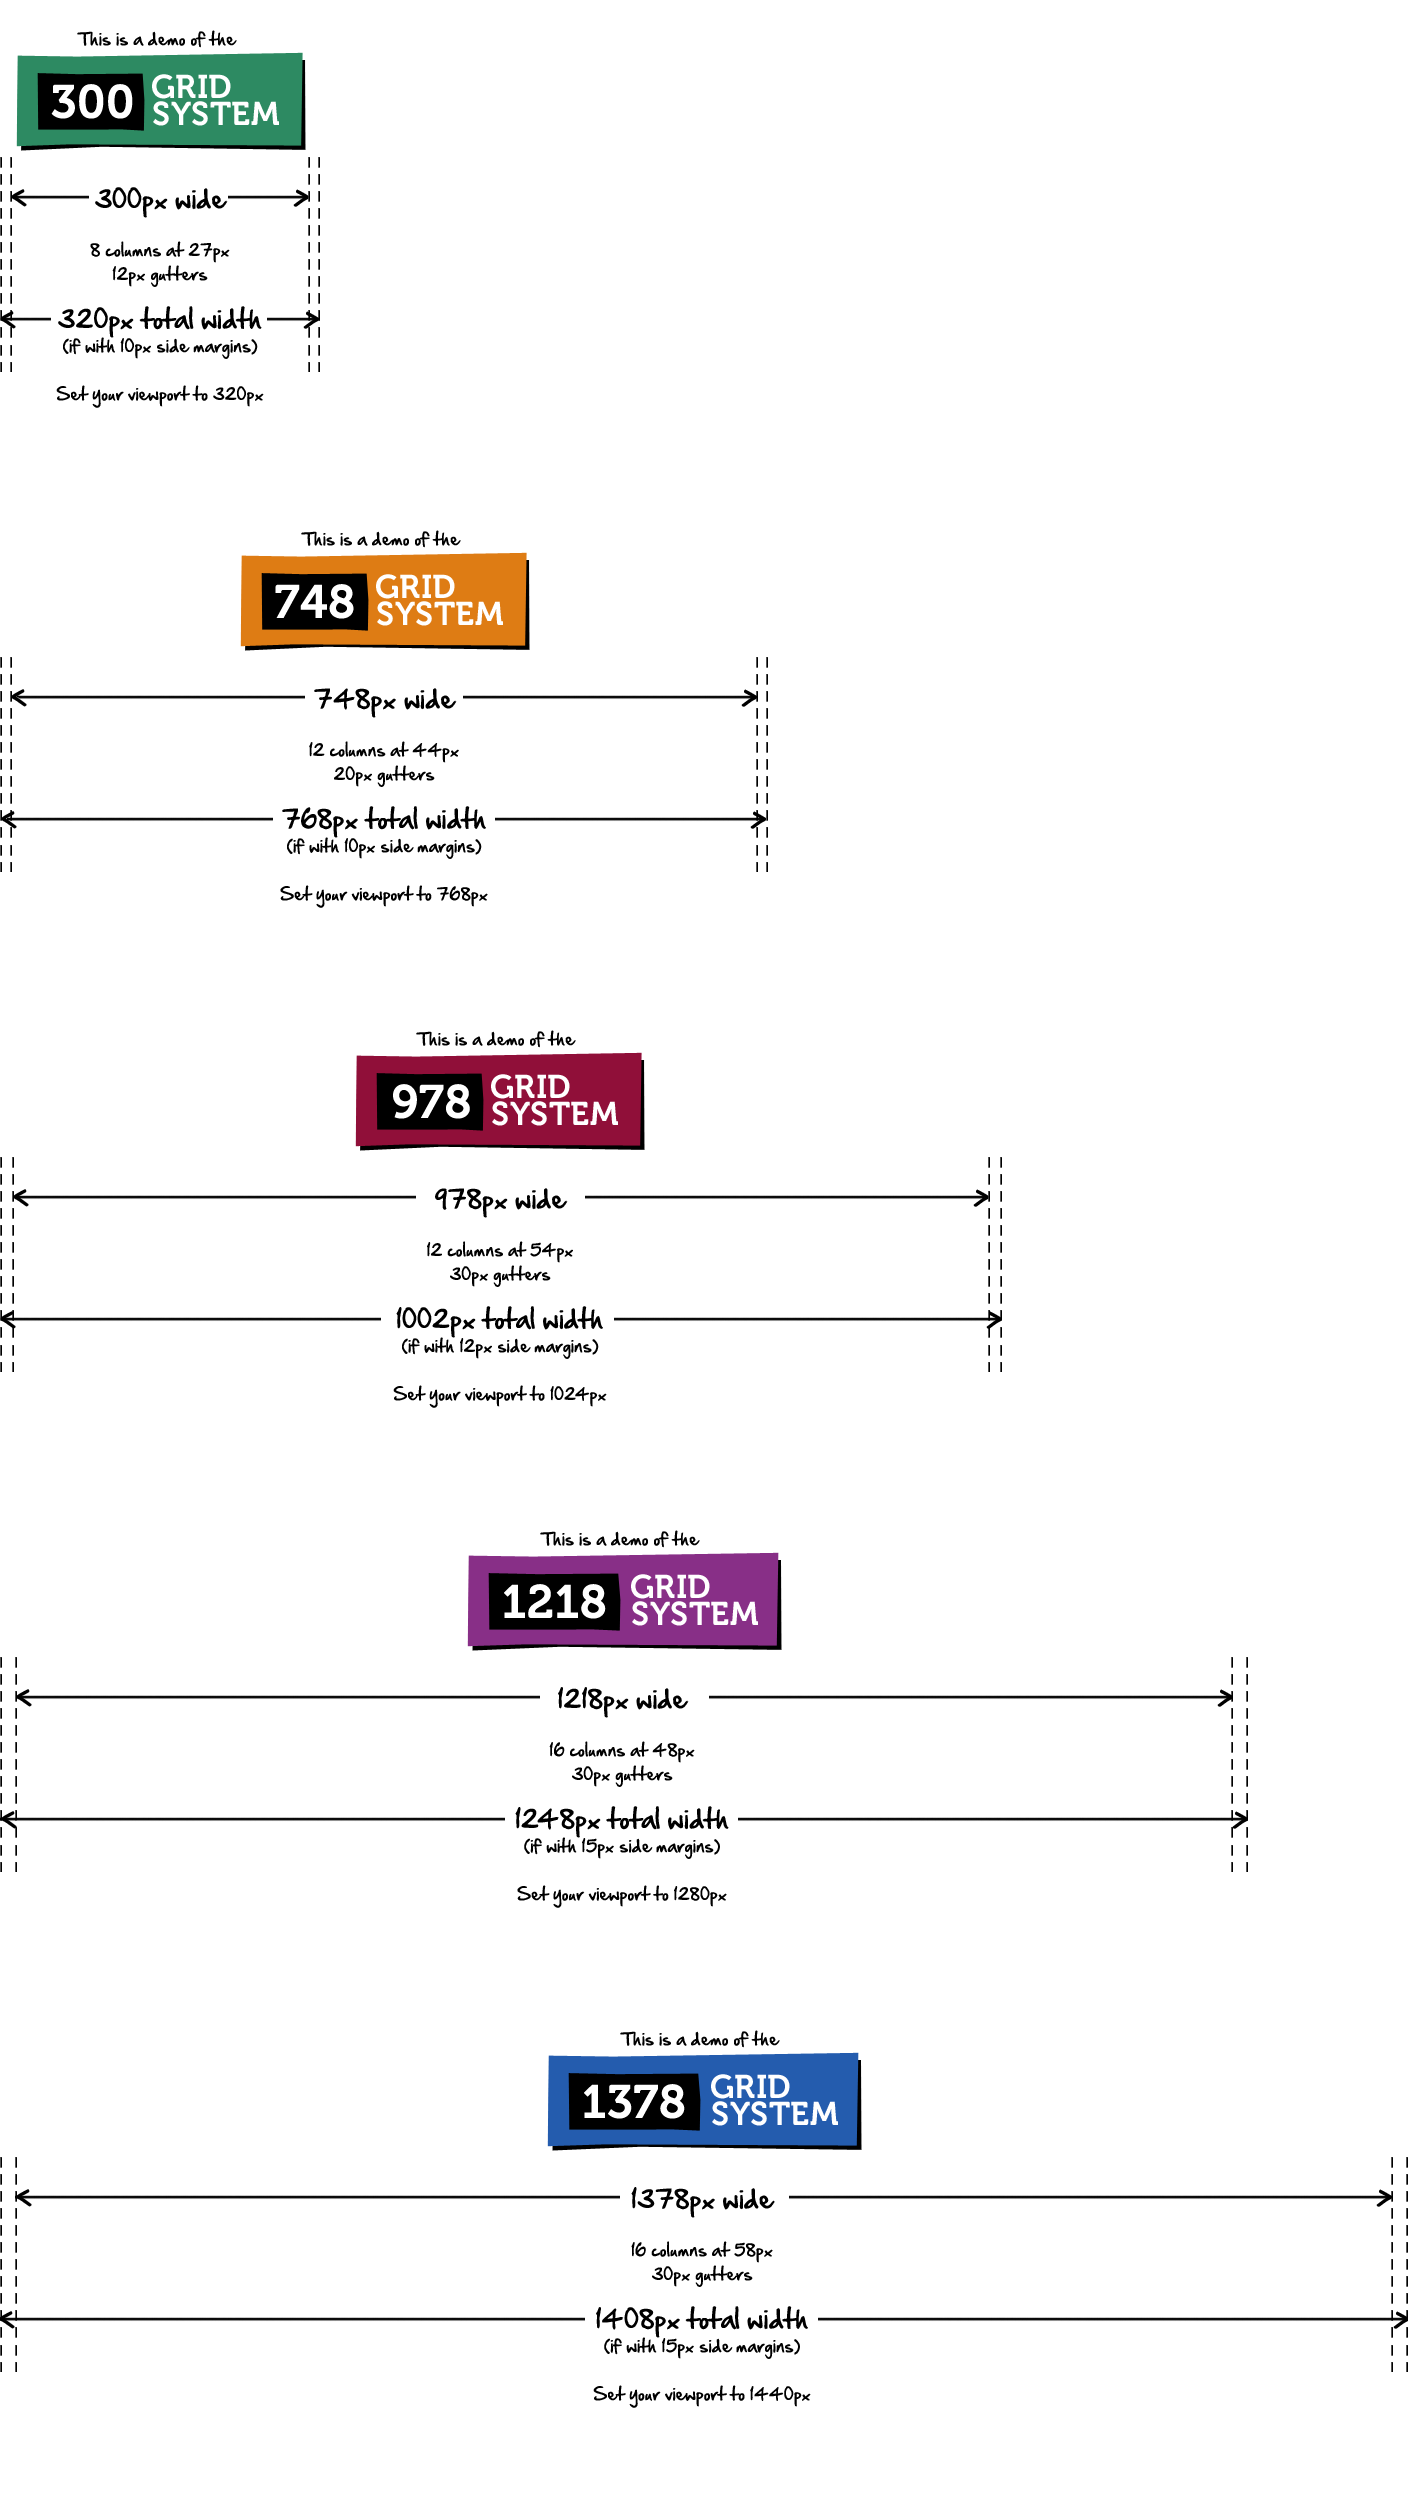 This is a demo of the
300 GRID
SYSTEM
300px wide
8 columns at 27px
12px gutters
320px total width
(if with 10px side margins)
Set your viewport to 320px
This is a demo of the
748 GRID
SYSTEM
748px wide
12 columns at 44px
20px gutters
768px total width
(if with 10px side margins)
Set your viewport to 768px
This is a demo of the
978 GRID
SYSTEM
978px wide
12 columns at 54px
30px gutters
1002px total width
(if with 12px side margins)
Set your viewport to 1024px
This is a demo of the
1218 GRID
SYSTEM
1218px wide
16 columns at 48px
30px gutters
1248px total width
(if with 15px side margins)
Set your viewport to 1280px
This is a demo of the
1378 GRID
SYSTEM
1378px wide
16 columns at 58px
30px gutters
1408px total width
(if with 15px side margins)
Set your viewport to 1440px